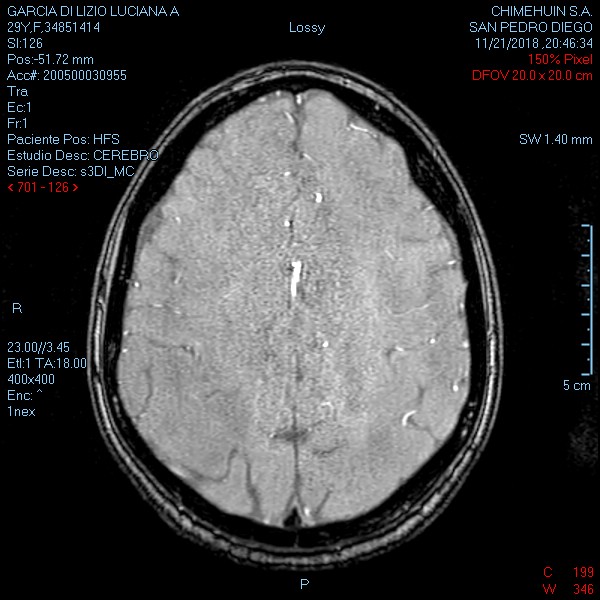 GARCIA DI LIZIO LUCIANA A
29Y,F,34851414
Sl:126
Pos:-51.72 mm
Acc#: 200500030955
Tra
Ec:1
Fr:1
Paciente Pos: HFS
Estudio Desc: CEREBRO
Serie Desc: s3DI_MC
< 701 - 126 >
Lossy
CHIMEHUIN S.A.
SAN PEDRO DIEGO
11/21/2018 ,20:46:34
150% Pixel
DFOV 20.0 x 20.0 cm
SW 1.40 mm
R
23.00//3.45
Etl:1 TA:18.00
400x400
Enc: ^
1nex
5 cm
P
C 199
W 346